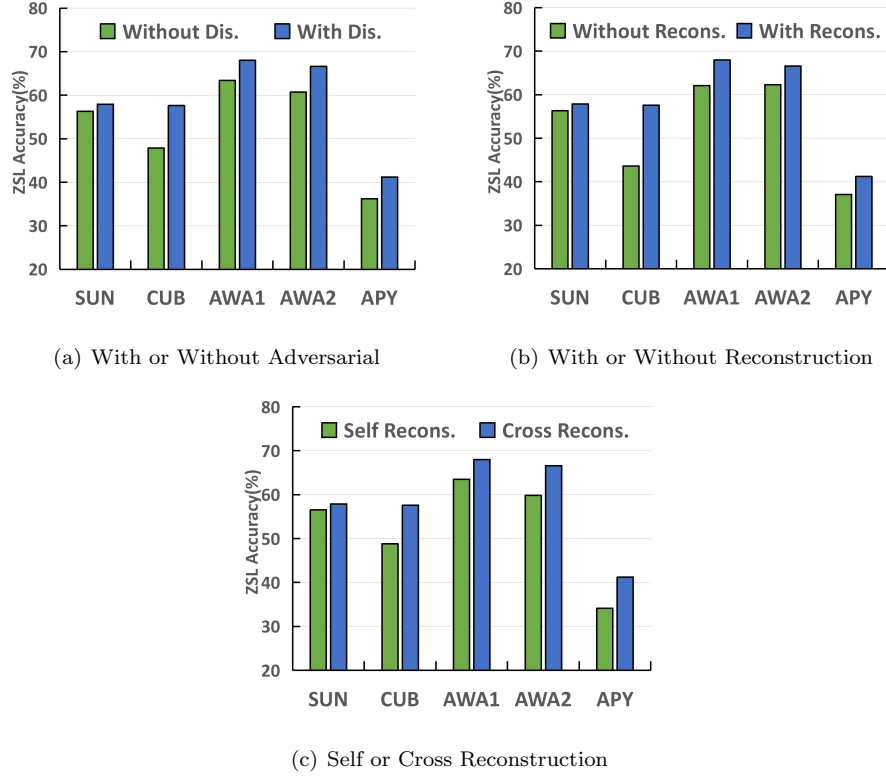 80
70
60
50
40
30
20
ZSL Accuracy(%)
Without Dis. With Dis.
SUN CUB AWA1 AWA2 APY
(a) With or Without Adversarial
80
70
60
50
40
30
20
ZSL Accuracy(%)
Without Recons. With Recons.
SUN CUB AWA1 AWA2 APY
(b) With or Without Reconstruction
80
70
60
50
40
30
20
ZSL Accuracy(%)
Self Recons. Cross Recons.
SUN CUB AWA1 AWA2 APY
(c) Self or Cross Reconstruction